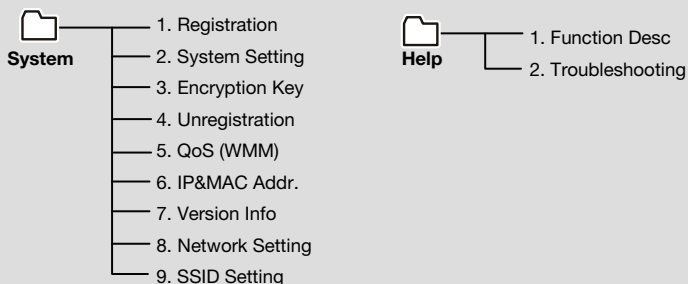 System
1. Registration
2. System Setting
3. Encryption Key
4. Unregistration
5. QoS (WMM)
6. IP&MAC Addr.
7. Version Info
8. Network Setting
9. SSID Setting
Help
1. Function Desc
2. Troubleshooting